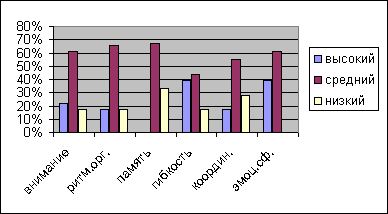 80%
70%
60%
50%
40%
30%
20%
10%
0%
внимание
ритм.орг.
память
гибкость
координ.
эмоц.сф.
высокий
средний
низкий